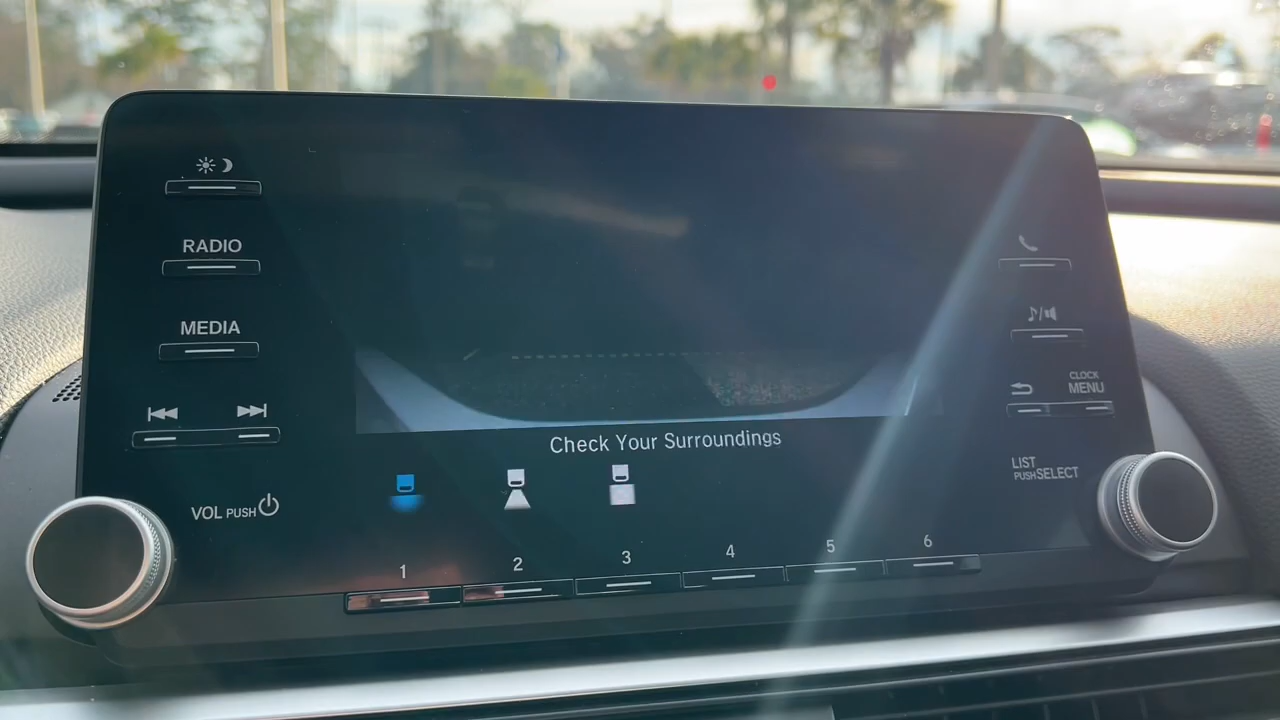 RADIO
MEDIA
VOL PUSH
Check Your Surroundings
CLOCK
MENU
LIST
PUSH SELECT
1 2 3 4 5 6